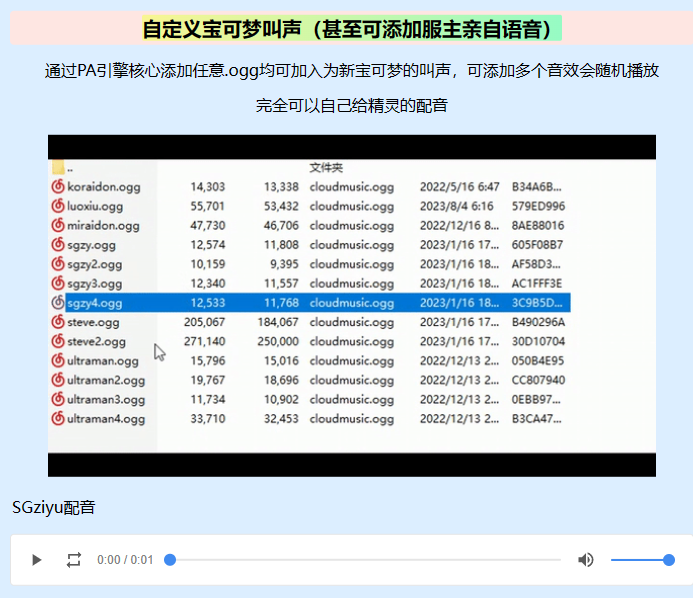 自定义宝可梦叫声（甚至可添加服主亲自语音）
通过PA引擎核心添加任意.ogg均可加入为新宝可梦的叫声，可添加多个音效会随机播放
完全可以自己给精灵的配音
.. 文件夹
koraidon.ogg 14,303 13,338 cloudmusic.ogg 2022/5/16 6:47 B34A6B...
luoxiu.ogg 55,701 53,432 cloudmusic.ogg 2023/8/4 6:16 579ED996
miraidon.ogg 47,730 46,706 cloudmusic.ogg 2022/12/16 8... 8AE88016
sgzy.ogg 12,574 11,808 cloudmusic.ogg 2023/1/16 17... 605F08B7
sgzy2.ogg 10,159 9,395 cloudmusic.ogg 2023/1/16 18... AF58D3...
sgzy3.ogg 12,340 11,557 cloudmusic.ogg 2023/1/16 18... AC1FFF3E
sgzy4.ogg 12,533 11,768 cloudmusic.ogg 2023/1/16 18... 3C9B5D...
steve.ogg 205,067 184,067 cloudmusic.ogg 2023/1/16 17... B490296A
steve2.ogg 271,140 250,000 cloudmusic.ogg 2023/1/16 17... 30D10704
ultraman.ogg 15,796 15,016 cloudmusic.ogg 2022/12/13 2... 050B4E95
ultraman2.ogg 19,767 18,696 cloudmusic.ogg 2022/12/13 2... CC807940
ultraman3.ogg 11,734 10,902 cloudmusic.ogg 2022/12/13 2... 0EBB97...
ultraman4.ogg 33,710 32,453 cloudmusic.ogg 2022/12/13 2... B3CA47...
SGziyu配音
0:00 / 0:01